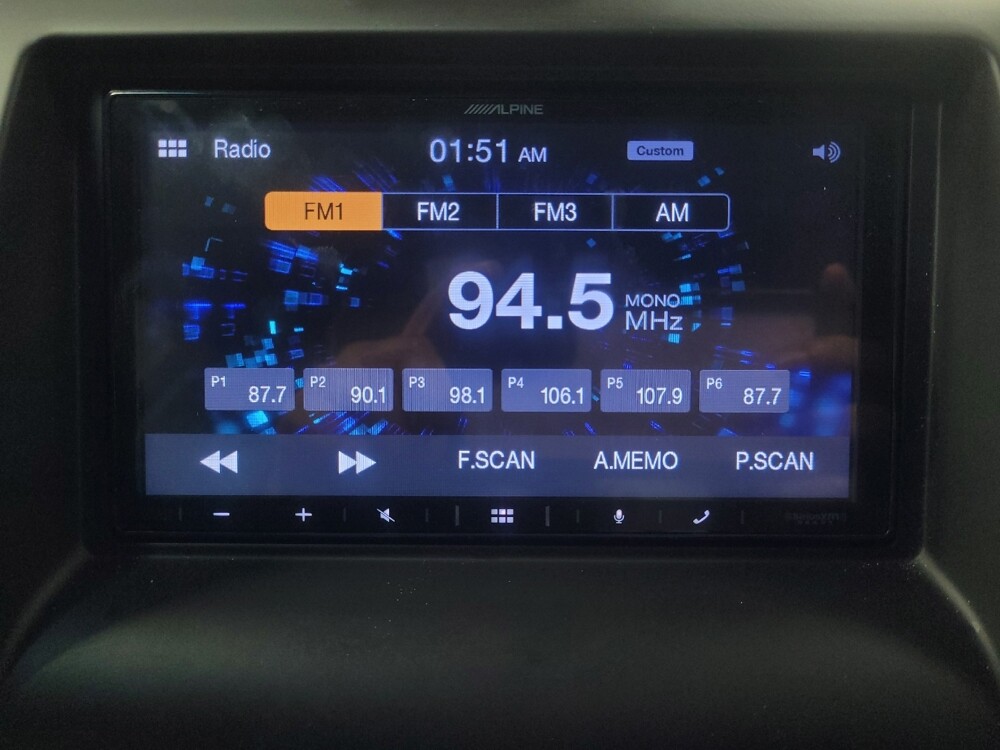 ALPINE
Radio 01:51 AM Custom
FM1 FM2 FM3 AM
94.5 MONO
MHz
P1 87.7 P2 90.1 P3 98.1 P4 106.1 P5 107.9 P6 87.7
F.SCAN A.MEMO P.SCAN